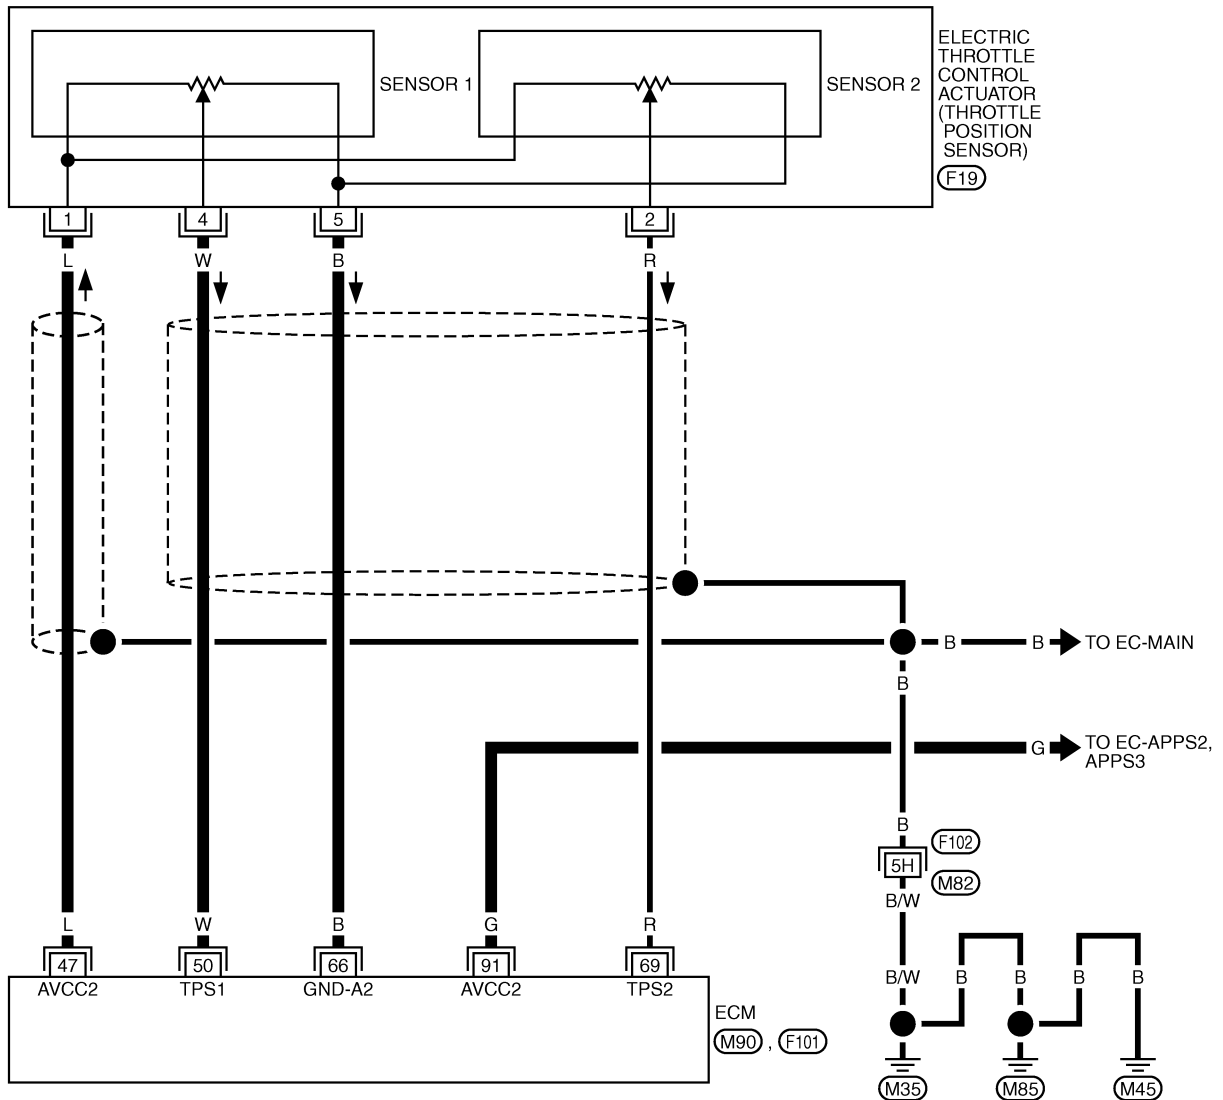 SENSOR 1
SENSOR 2
ELECTRIC
THROTTLE
CONTROL
ACTUATOR
(THROTTLE
POSITION
SENSOR)
F19
1 4 5 2
L W B R
B B TO EC-MAIN
B
G TO EC-APPS2,
APPS3
B
F102
5H
M82
B/W
L W B G R
47 50 66 91 69
AVCC2 TPS1 GND-A2 AVCC2 TPS2
B/W B B B B
ECM
M90 , F101
M35 M85 M45